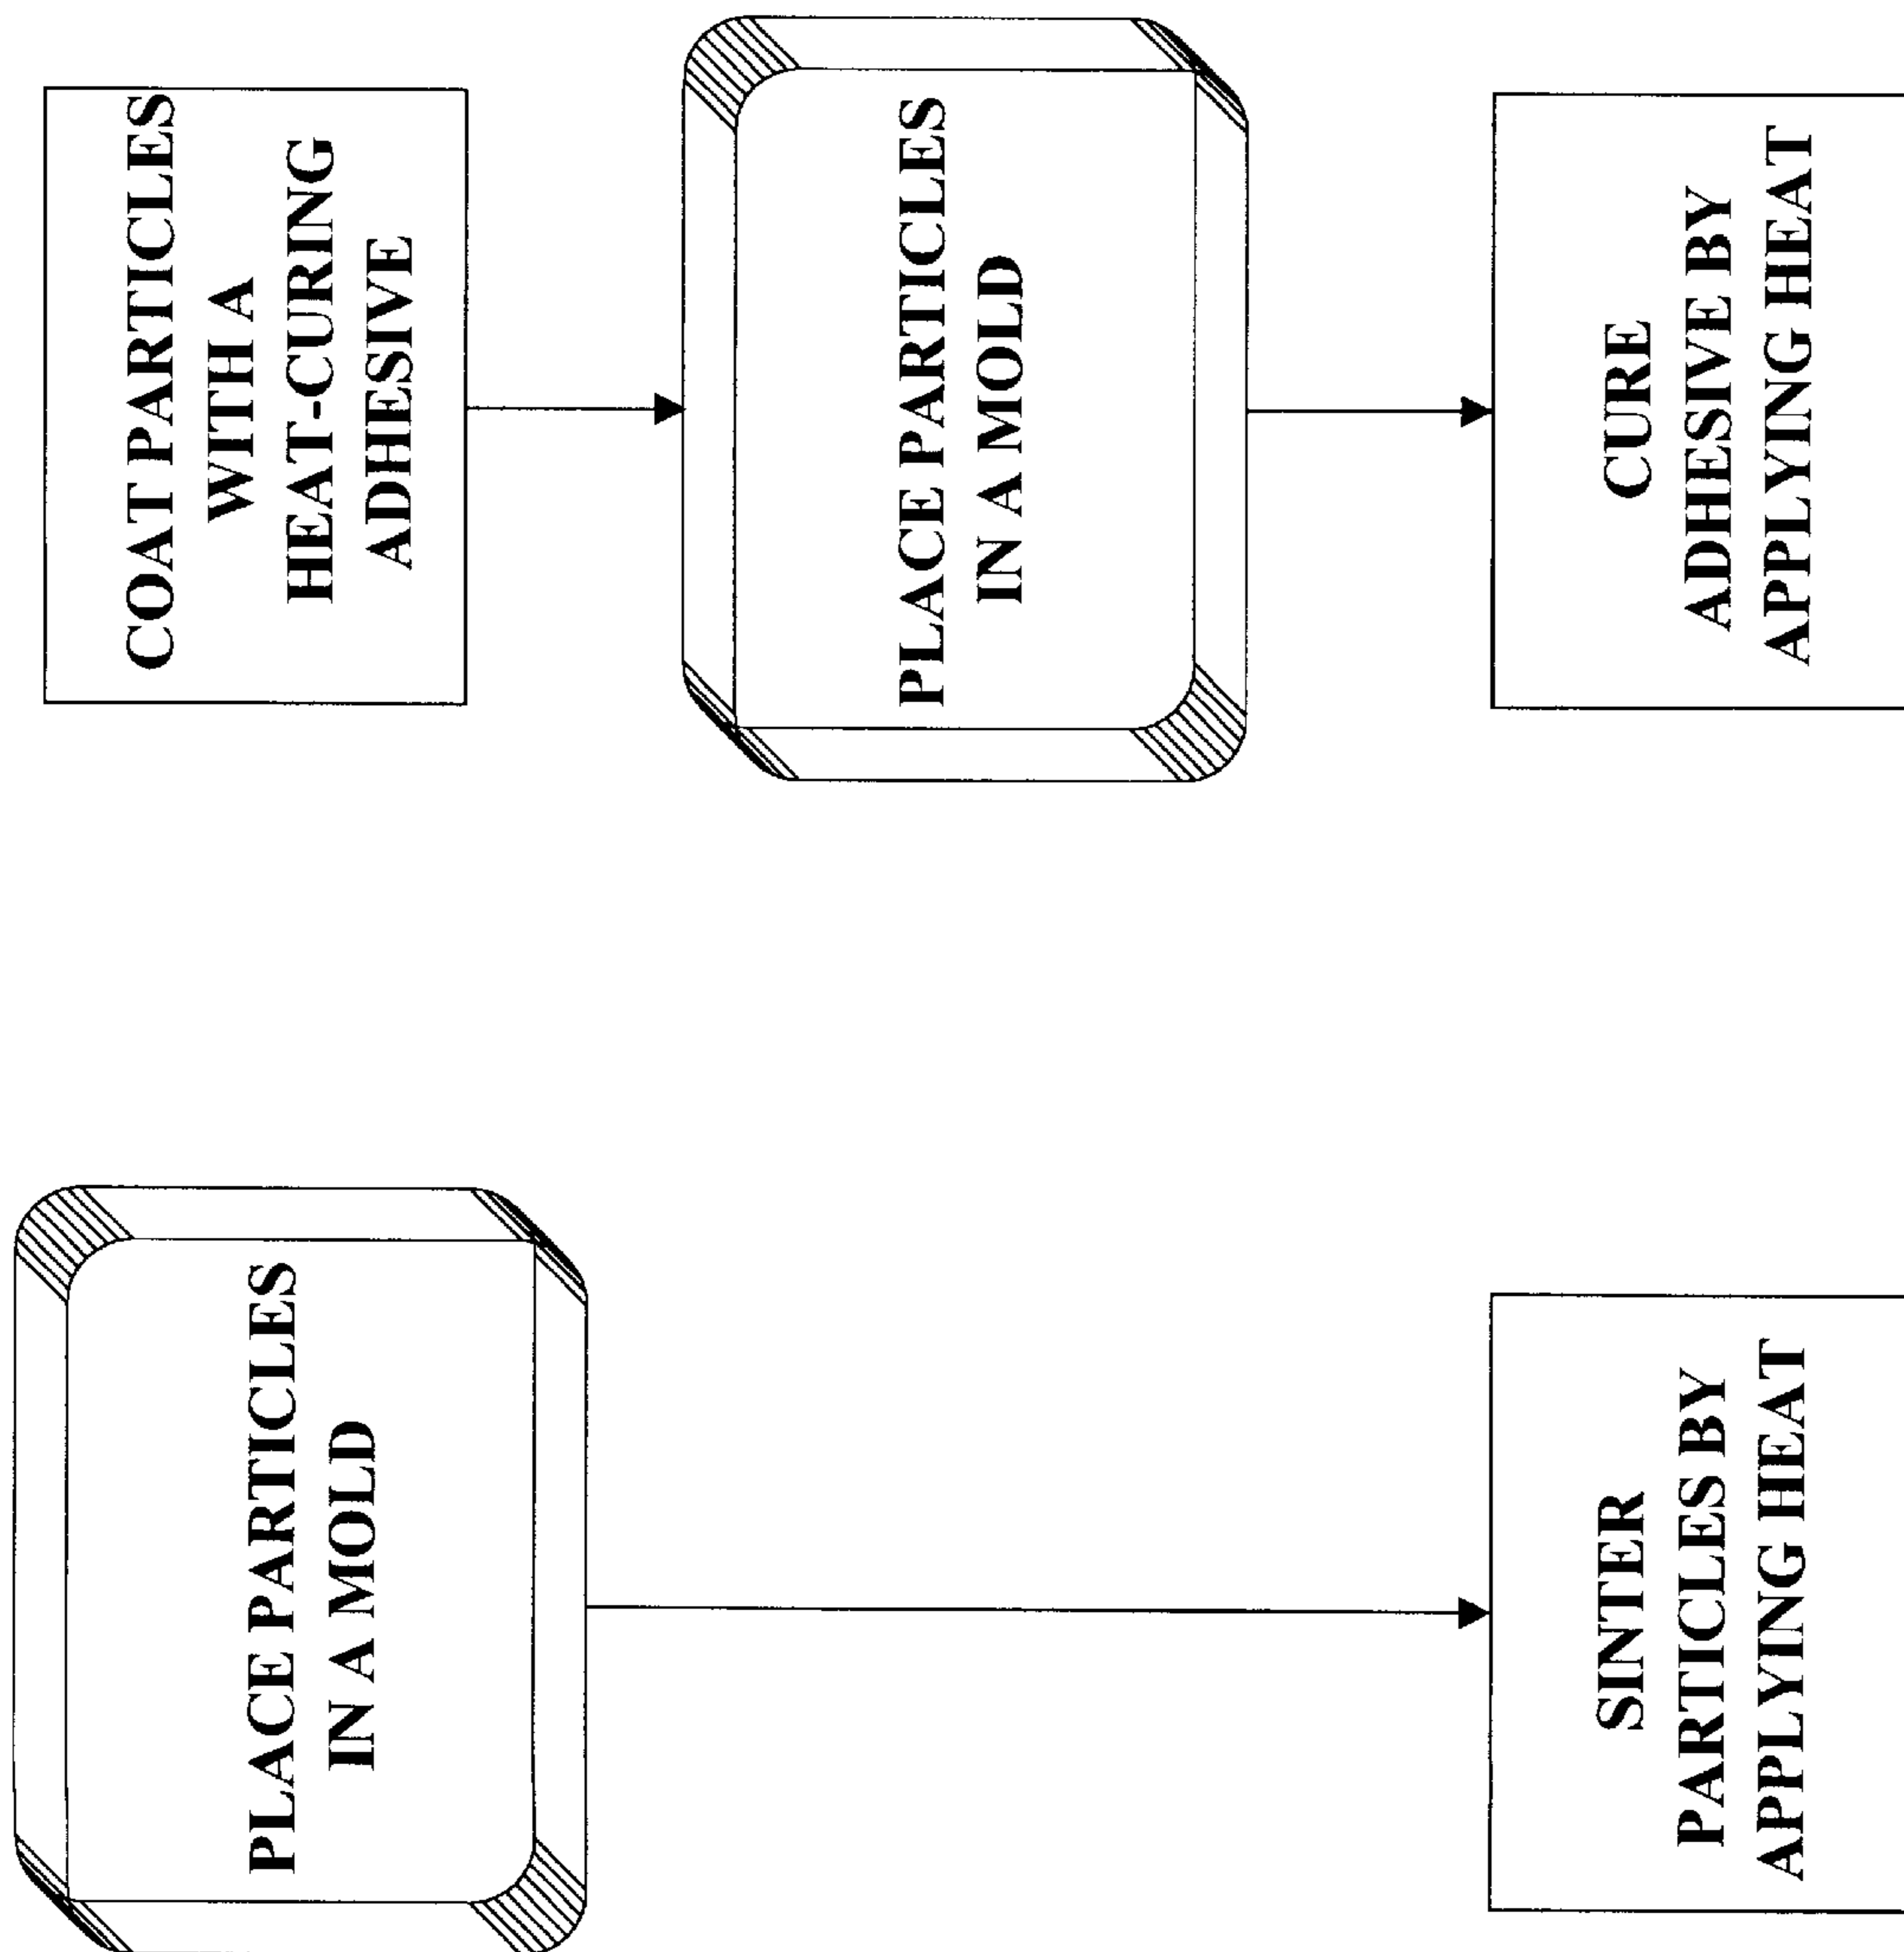 COAT PARTICLES
WITH A
HEAT-CURING
ADHESIVE
PLACE PARTICLES
IN A MOLD
CURE
ADHESIVE BY
APPLYING HEAT
PLACE PARTICLES
IN A MOLD
SINTER
PARTICLES BY
APPLYING HEAT